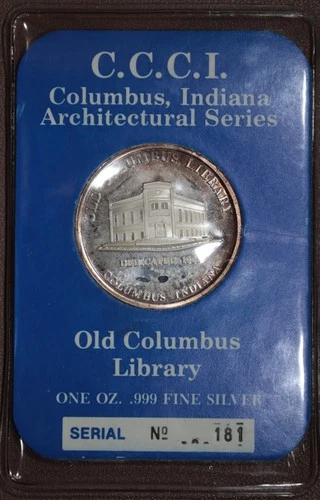 C.C.C.I.
Columbus, Indiana
Architectural Series
OLD COLUMBUS LIBRARY
DEDICATED
COLUMBUS INDIANA
Old Columbus
Library
ONE OZ. .999 FINE SILVER
SERIAL Nº 181